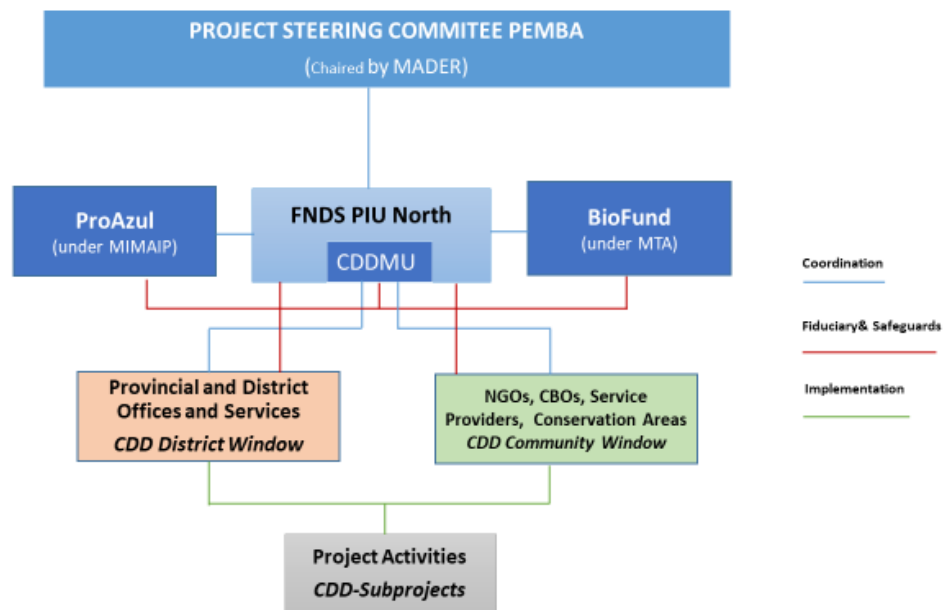 PROJECT STEERING COMMITEE PEMBA
(Chaired by MADER)
ProAzul
(under MIMAIP)
FNDS PIU North
CDDMU
BioFund
(under MTA)
Coordination
Fiduciary& Safeguards
Implementation
Provincial and District
Offices and Services
CDD District Window
NGOs, CBOs, Service
Providers, Conservation Areas
CDD Community Window
Project Activities
CDD-Subprojects